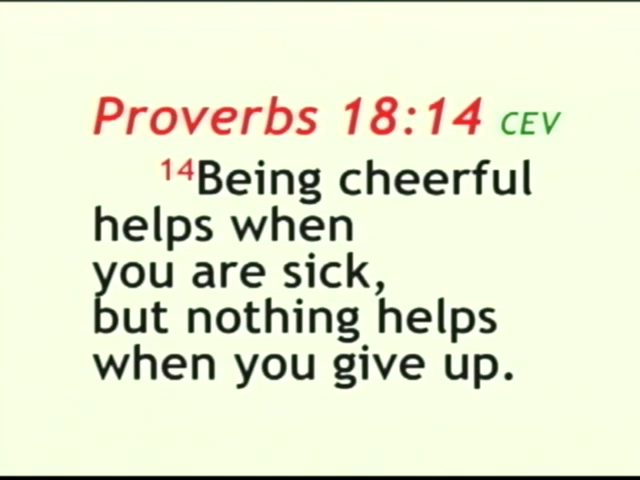 Proverbs 18:14 CEV
14Being cheerful
helps when
you are sick,
but nothing helps
when you give up.